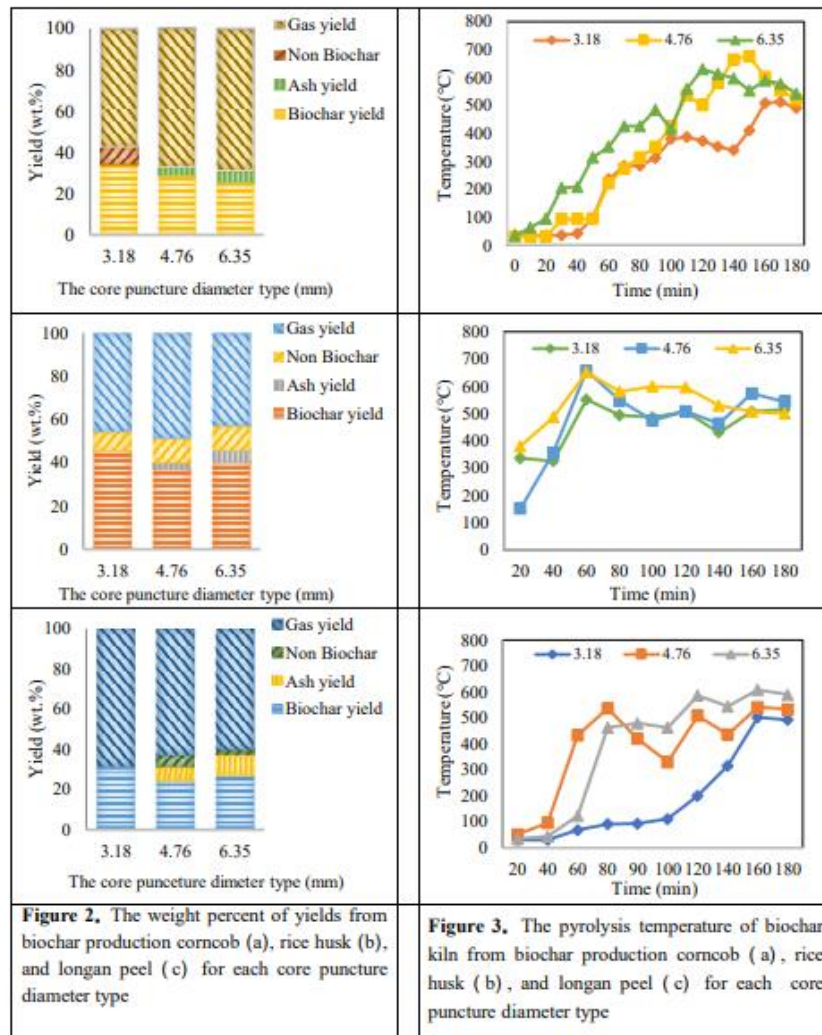 Gas yield
Non Biochar
Ash yield
Biochar yield
Yield (wt.%)
100
80
60
40
20
0
3.18 4.76 6.35
The core puncture diameter type (mm)
3.18 4.76 6.35
Temperature (°C)
800
700
600
500
400
300
200
100
0
0 20 40 60 80 100 120 140 160 180
Time (min)
Gas yield
Non Biochar
Ash yield
Biochar yield
Yield (wt.%)
100
80
60
40
20
0
3.18 4.76 6.35
The core puncture diameter type (mm)
3.18 4.76 6.35
Temperature (°C)
800
700
600
500
400
300
200
100
0
20 40 60 80 100 120 140 160 180
Time (min)
Gas yield
Non Biochar
Ash yield
Biochar yield
Yield (wt.%)
100
80
60
40
20
0
3.18 4.76 6.35
The core punceture dimeter type (mm)
3.18 4.76 6.35
Temperature (°C)
800
700
600
500
400
300
200
100
0
20 40 60 80 90 100 120 140 160 180
Time (min)
Figure 2. The weight percent of yields from
biochar production corncob (a), rice husk (b),
and longan peel (c) for each core puncture
diameter type
Figure 3. The pyrolysis temperature of biochar
kiln from biochar production corncob (a), rice
husk (b), and longan peel (c) for each core
puncture diameter type